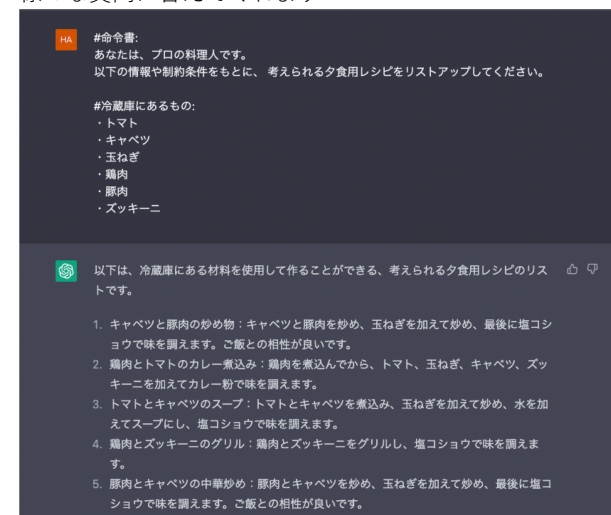 HA
#命令書:
あなたは、プロの料理人です。
以下の情報や制約条件をもとに、 考えられる夕食用レシピをリストアップしてください。
#冷蔵庫にあるもの:
・トマト
・キャベツ
・玉ねぎ
・鶏肉
・豚肉
・ズッキーニ
以下は、冷蔵庫にある材料を使用して作ることができる、考えられる夕食用レシピのリス
トです。
1. キャベツと豚肉の炒め物：キャベツと豚肉を炒め、玉ねぎを加えて炒め、最後に塩コシ
ョウで味を調えます。ご飯との相性が良いです。
2. 鶏肉とトマトのカレー煮込み：鶏肉を煮込んでから、トマト、玉ねぎ、キャベツ、ズッ
キーニを加えてカレー粉で味を調えます。
3. トマトとキャベツのスープ：トマトとキャベツを煮込み、玉ねぎを加えて炒め、水を加
えてスープにし、塩コショウで味を調えます。
4. 鶏肉とズッキーニのグリル：鶏肉とズッキーニをグリルし、塩コショウで味を調えま
す。
5. 豚肉とキャベツの中華炒め：豚肉とキャベツを炒め、玉ねぎを加えて炒め、最後に塩コ
ショウで味を調えます。ご飯との相性が良いです。